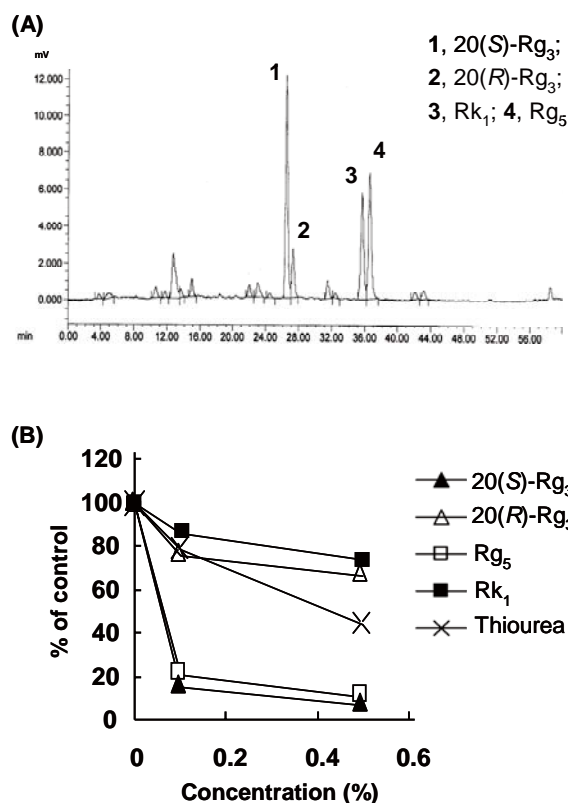 (A)
1, 20(S)-Rg3;
2, 20(R)-Rg3;
3, Rk1; 4, Rg5
mV
12.000
10.000
8.000
6.000
4.000
2.000
0.000
1
2
3
4
min
0.00 4.00 8.00 12.00 16.00 20.00 24.00 28.00 32.00 36.00 40.00 44.00 48.00 52.00 56.00
(B)
% of control
120
100
80
60
40
20
0
0 0.2 0.4 0.6
Concentration (%)
20(S)-Rg3
20(R)-Rg3
Rg5
Rk1
Thiourea